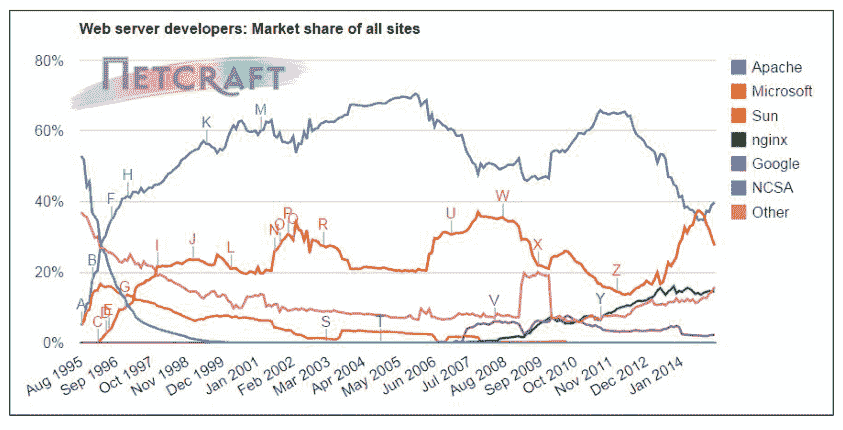 Web server developers: Market share of all sites
NETCRAFT
80%
60%
40%
20%
0%
A
B
C
E
F
G
H
I
J
K
L
M
N
O
P
Q
R
S
T
U
V
W
X
Y
Z
Aug 1995
Sep 1996
Oct 1997
Nov 1998
Dec 1999
Jan 2001
Feb 2002
Mar 2003
Apr 2004
May 2005
Jun 2006
Jul 2007
Aug 2008
Sep 2009
Oct 2010
Nov 2011
Dec 2012
Jan 2014
Apache
Microsoft
Sun
nginx
Google
NCSA
Other